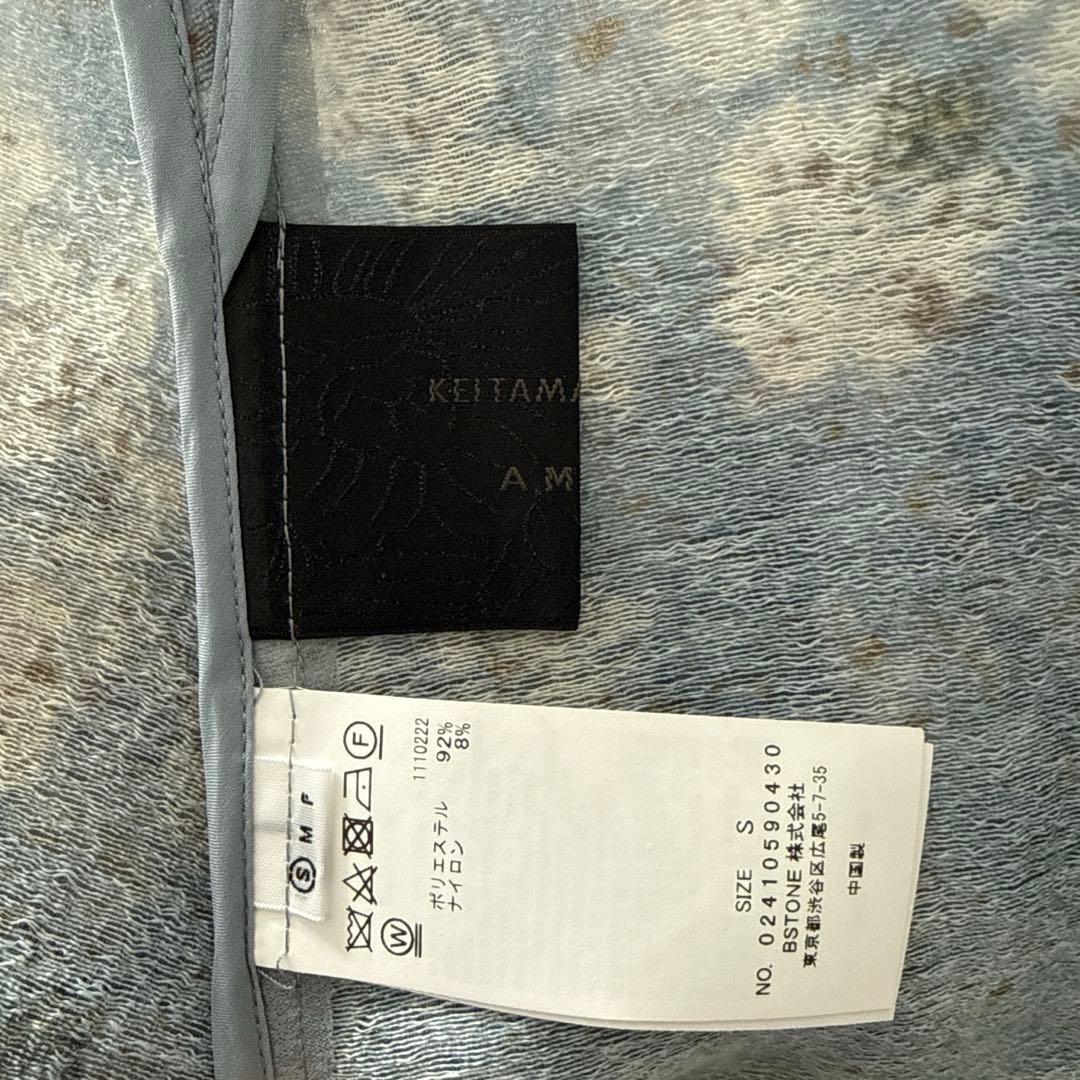 KEITAMA
AM
S M F
1110222
ポリエステル 92%
ナイロン 8%
SIZE S
NO. 02410590430
BSTONE 株式会社
東京都渋谷区広尾5-7-35
中国製
F
W